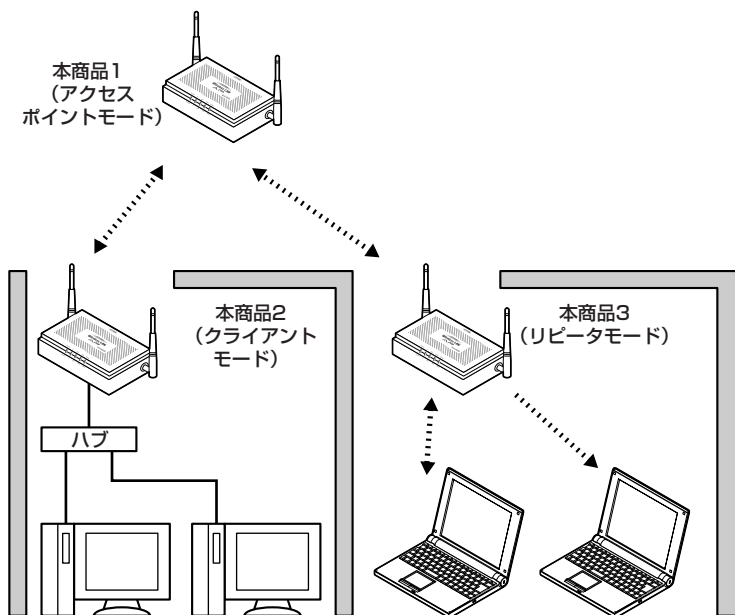 本商品1
（アクセス
ポイントモード）
本商品2
（クライアント
モード）
本商品3
（リピータモード）
ハブ